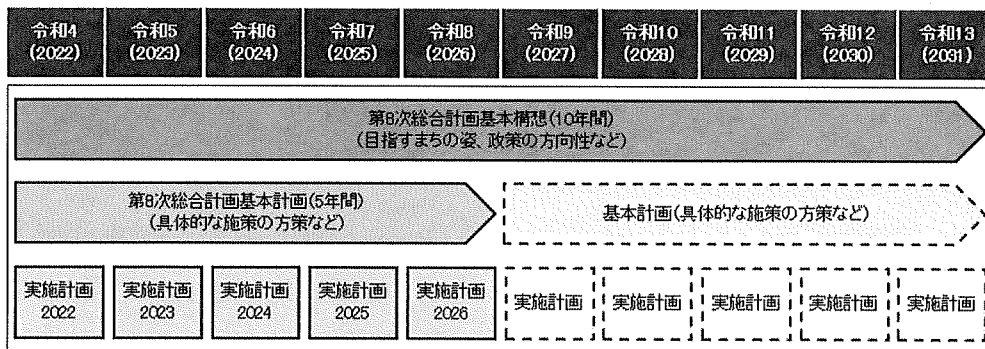 令和4 令和5 令和6 令和7 令和8 令和9 令和10 令和11 令和12 令和13
(2022) (2023) (2024) (2025) (2026) (2027) (2028) (2029) (2030) (2031)
第8次総合計画基本構想(10年間)
(目指すまちの姿、政策の方向性など)
第8次総合計画基本計画(5年間)
(具体的な施策の方策など)
基本計画(具体的な施策の方策など)
実施計画 実施計画 実施計画 実施計画 実施計画 実施計画 実施計画 実施計画 実施計画 実施計画
2022 2023 2024 2025 2026